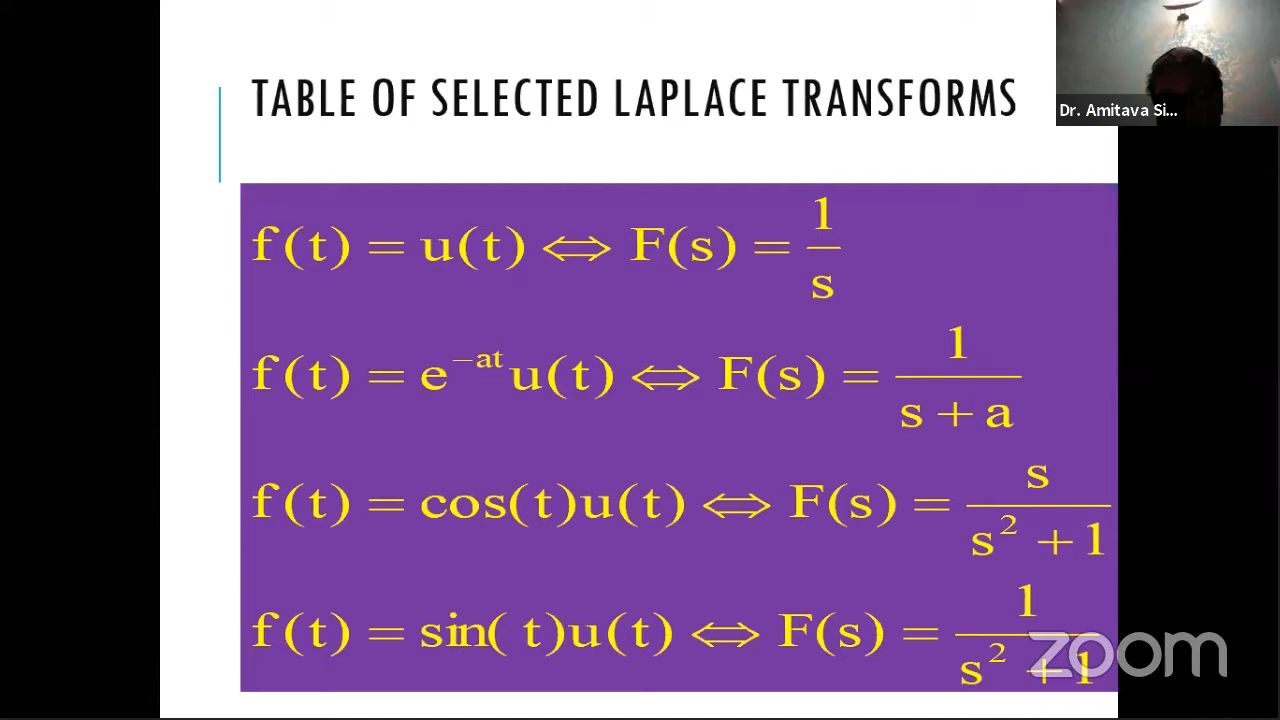 TABLE OF SELECTED LAPLACE TRANSFORMS
Dr. Amitava Si...
f(t) = u(t) ⇔ F(s) = 1/s
f(t) = e^{-at}u(t) ⇔ F(s) = 1/(s + a)
f(t) = cos(t)u(t) ⇔ F(s) = s/(s² + 1)
f(t) = sin( t)u(t) ⇔ F(s) = 1/(s² + 1)
zoom